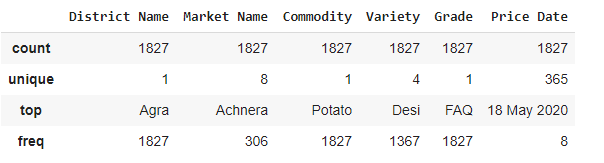 District Name Market Name Commodity Variety Grade Price Date
count 1827 1827 1827 1827 1827 1827
unique 1 8 1 4 1 365
top Agra Achnera Potato Desi FAQ 18 May 2020
freq 1827 306 1827 1367 1827 8